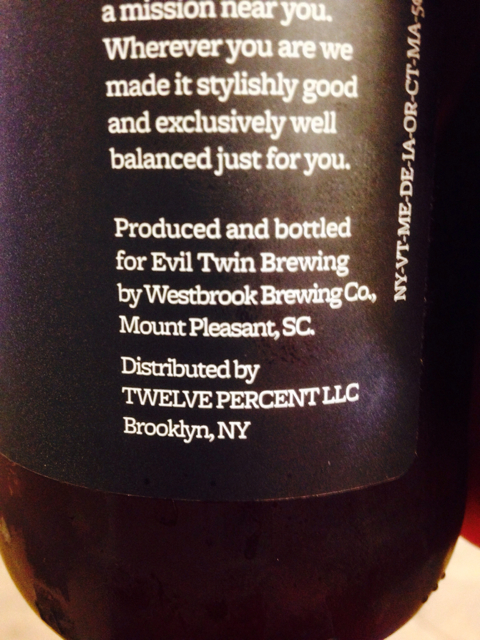 a mission near you.
Wherever you are we
made it stylishly good
and exclusively well
balanced just for you.
Produced and bottled
for Evil Twin Brewing
by Westbrook Brewing Co.,
Mount Pleasant, SC.
Distributed by
TWELVE PERCENT LLC
Brooklyn, NY
NY-VT-ME-DE-IA-OR-CT-MA-5¢